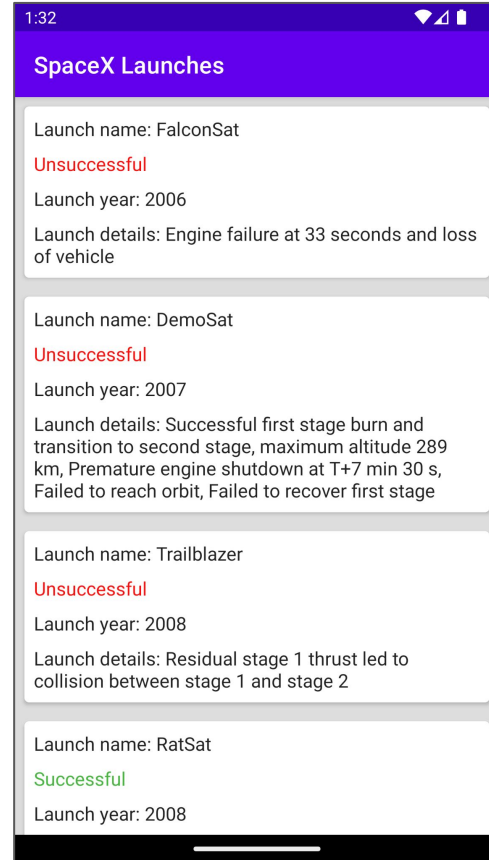 1:32
SpaceX Launches
Launch name: FalconSat
Unsuccessful
Launch year: 2006
Launch details: Engine failure at 33 seconds and loss
of vehicle
Launch name: DemoSat
Unsuccessful
Launch year: 2007
Launch details: Successful first stage burn and
transition to second stage, maximum altitude 289
km, Premature engine shutdown at T+7 min 30 s,
Failed to reach orbit, Failed to recover first stage
Launch name: Trailblazer
Unsuccessful
Launch year: 2008
Launch details: Residual stage 1 thrust led to
collision between stage 1 and stage 2
Launch name: RatSat
Successful
Launch year: 2008